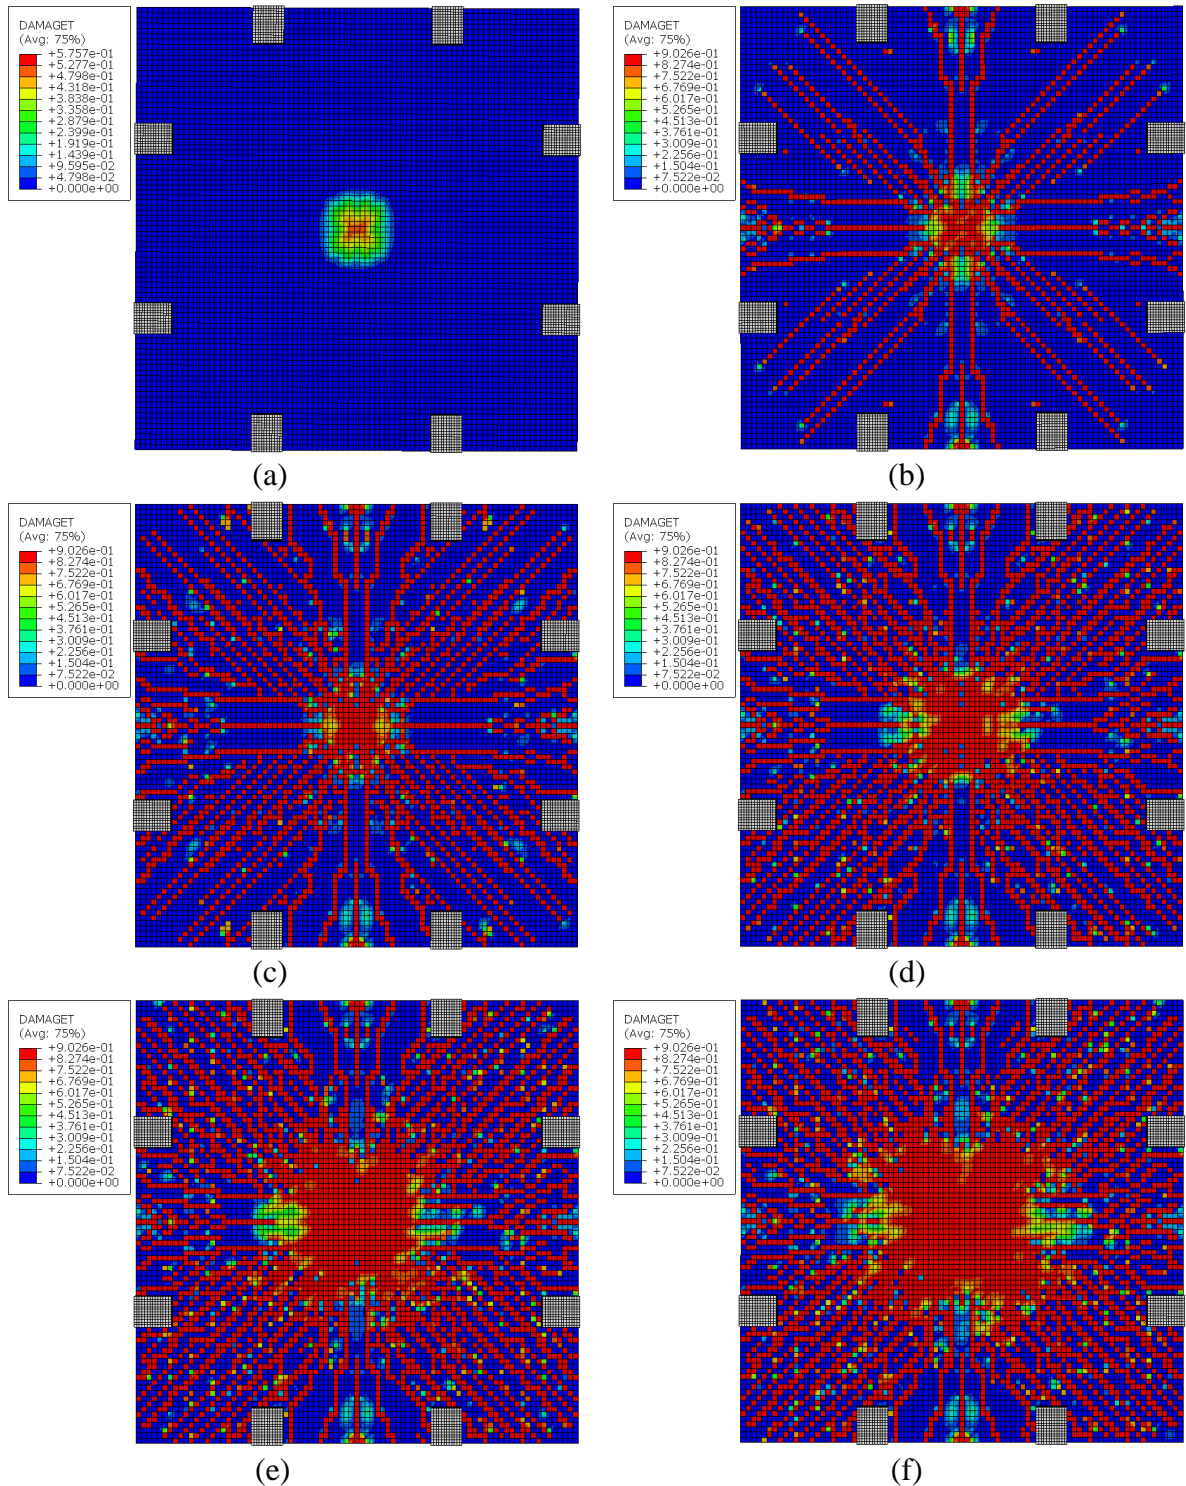 DAMAGET
(Avg: 75%)
+5.757e-01
+5.277e-01
+4.798e-01
+4.318e-01
+3.838e-01
+3.358e-01
+2.879e-01
+2.399e-01
+1.919e-01
+1.439e-01
+9.595e-02
+4.798e-02
+0.000e+00
(a)
DAMAGET
(Avg: 75%)
+9.026e-01
+8.274e-01
+7.522e-01
+6.769e-01
+6.017e-01
+5.265e-01
+4.513e-01
+3.761e-01
+3.009e-01
+2.256e-01
+1.504e-01
+7.522e-02
+0.000e+00
(b)
DAMAGET
(Avg: 75%)
+9.026e-01
+8.274e-01
+7.522e-01
+6.769e-01
+6.017e-01
+5.265e-01
+4.513e-01
+3.761e-01
+3.009e-01
+2.256e-01
+1.504e-01
+7.522e-02
+0.000e+00
(c)
DAMAGET
(Avg: 75%)
+9.026e-01
+8.274e-01
+7.522e-01
+6.769e-01
+6.017e-01
+5.265e-01
+4.513e-01
+3.761e-01
+3.009e-01
+2.256e-01
+1.504e-01
+7.522e-02
+0.000e+00
(d)
DAMAGET
(Avg: 75%)
+9.026e-01
+8.274e-01
+7.522e-01
+6.769e-01
+6.017e-01
+5.265e-01
+4.513e-01
+3.761e-01
+3.009e-01
+2.256e-01
+1.504e-01
+7.522e-02
+0.000e+00
(e)
DAMAGET
(Avg: 75%)
+9.026e-01
+8.274e-01
+7.522e-01
+6.769e-01
+6.017e-01
+5.265e-01
+4.513e-01
+3.761e-01
+3.009e-01
+2.256e-01
+1.504e-01
+7.522e-02
+0.000e+00
(f)